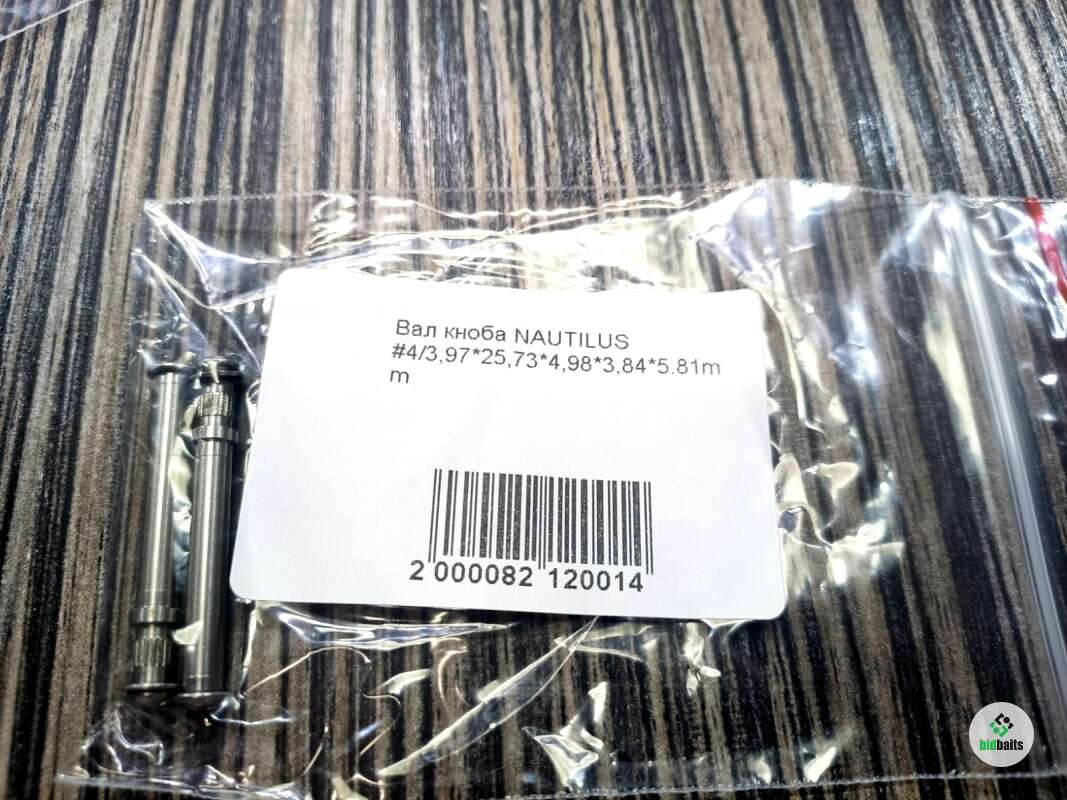 Вал кноба NAUTILUS
#4/3,97*25,73*4,98*3,84*5.81m
m
2 000082 120014
bidbaits